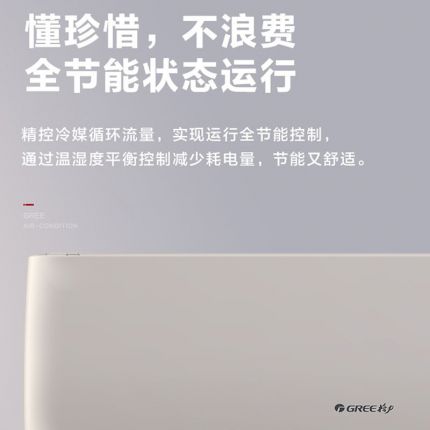 懂珍惜，不浪费
全节能状态运行
精控冷媒循环流量，实现运行全节能控制，
通过温湿度平衡控制减少耗电量，节能又舒适。
GREE
AIR-CONDITION
GREE格力